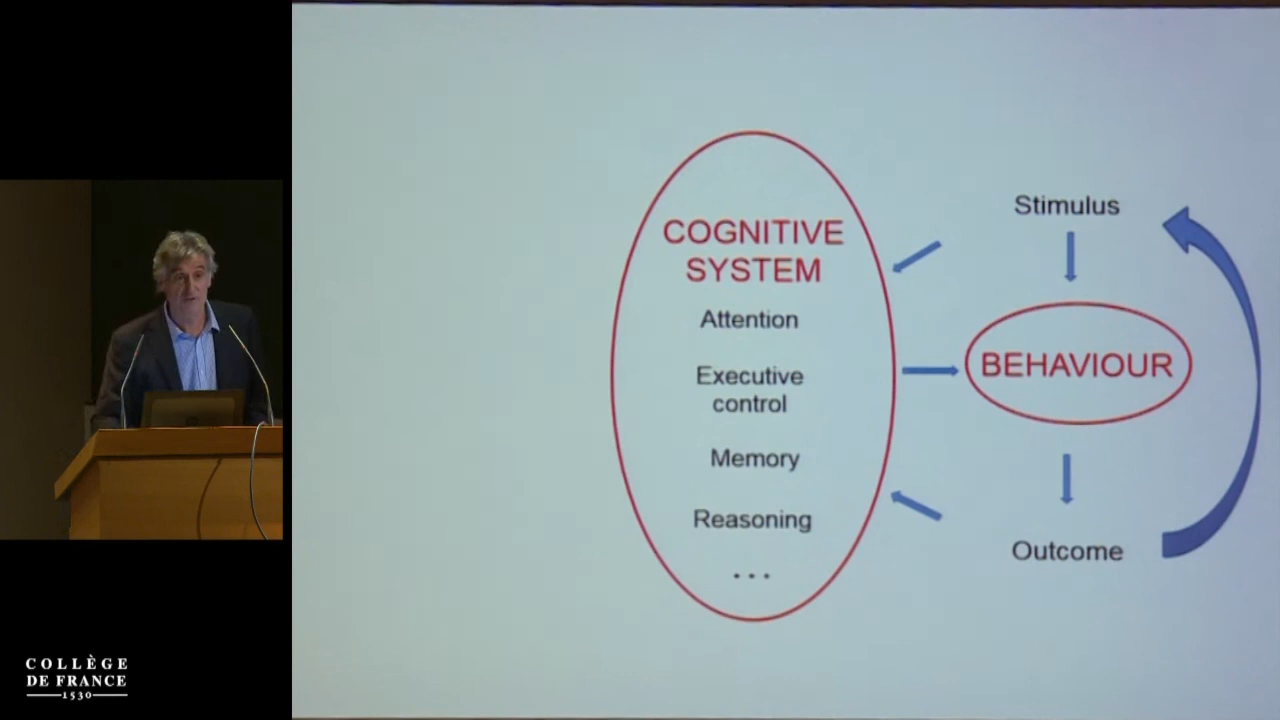 COGNITIVE
SYSTEM
Attention
Executive
control
Memory
Reasoning
...
Stimulus
BEHAVIOUR
Outcome
COLLÈGE
DE FRANCE
1530